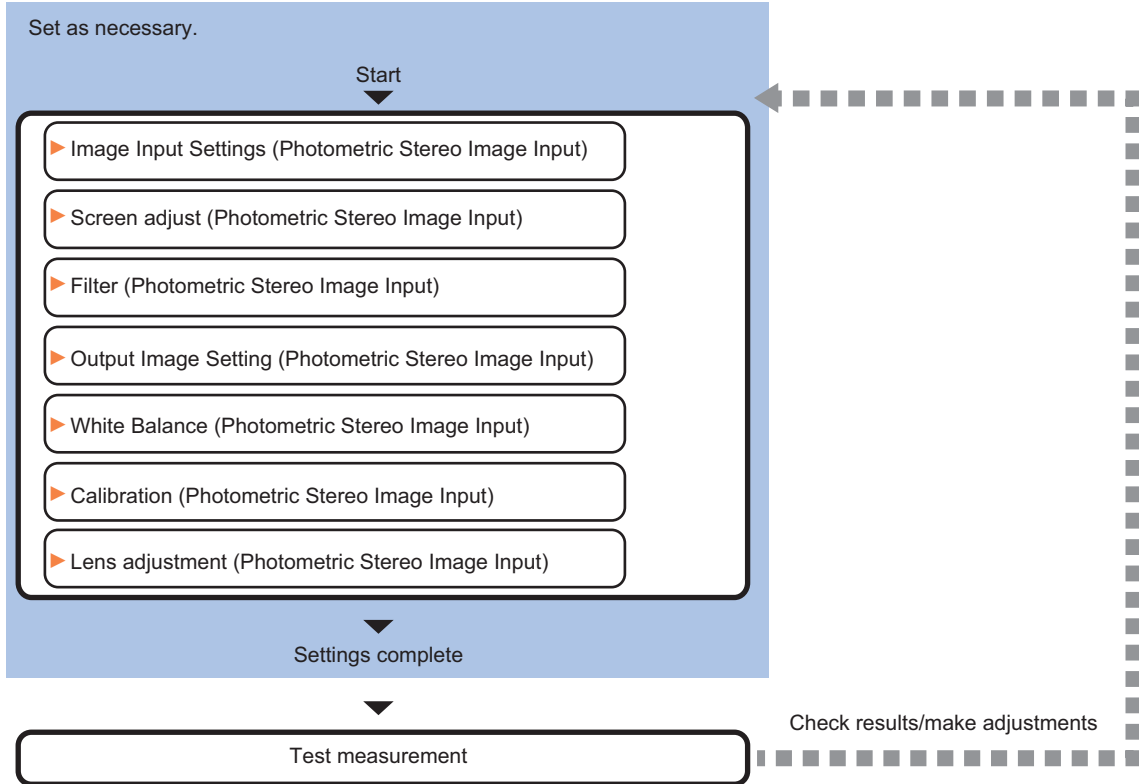 Set as necessary.
Start
Image Input Settings (Photometric Stereo Image Input)
Screen adjust (Photometric Stereo Image Input)
Filter (Photometric Stereo Image Input)
Output Image Setting (Photometric Stereo Image Input)
White Balance (Photometric Stereo Image Input)
Calibration (Photometric Stereo Image Input)
Lens adjustment (Photometric Stereo Image Input)
Settings complete
Check results/make adjustments
Test measurement